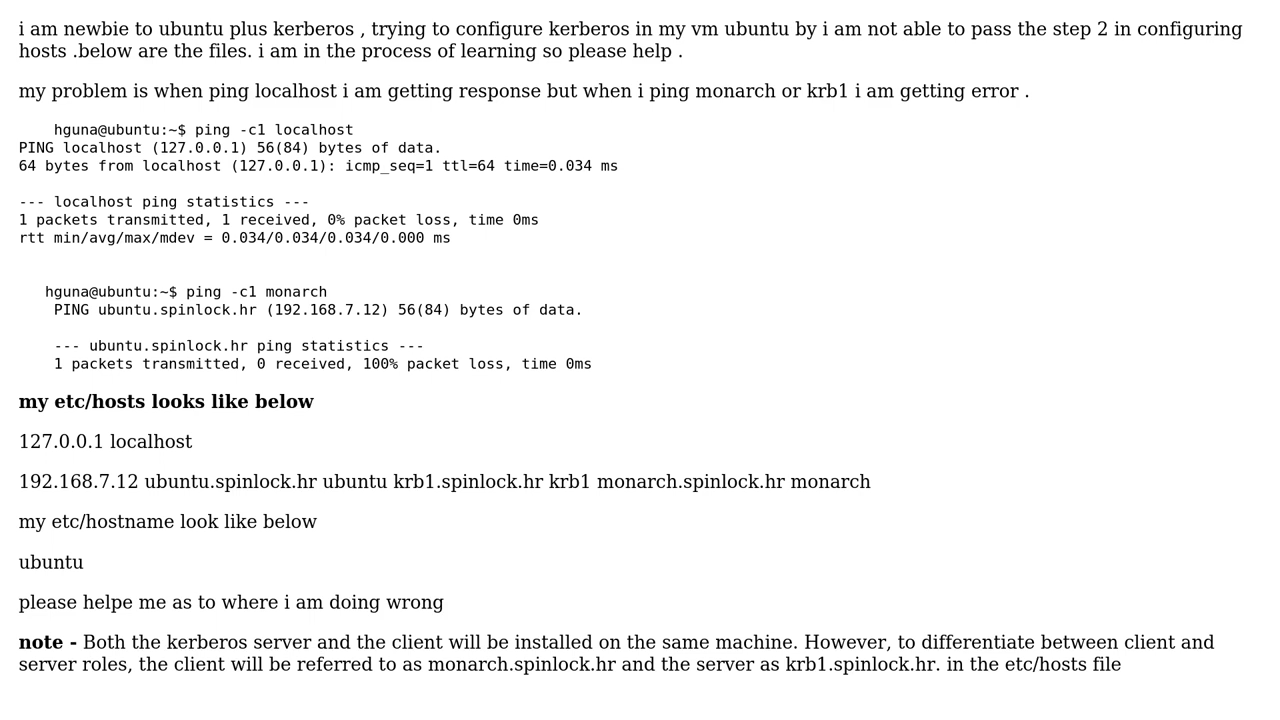 i am newbie to ubuntu plus kerberos , trying to configure kerberos in my vm ubuntu by i am not able to pass the step 2 in configuring
hosts .below are the files. i am in the process of learning so please help .
my problem is when ping localhost i am getting response but when i ping monarch or krb1 i am getting error .
hguna@ubuntu:~$ ping -c1 localhost
PING localhost (127.0.0.1) 56(84) bytes of data.
64 bytes from localhost (127.0.0.1): icmp_seq=1 ttl=64 time=0.034 ms
--- localhost ping statistics ---
1 packets transmitted, 1 received, 0% packet loss, time 0ms
rtt min/avg/max/mdev = 0.034/0.034/0.034/0.000 ms
hguna@ubuntu:~$ ping -c1 monarch
PING ubuntu.spinlock.hr (192.168.7.12) 56(84) bytes of data.
--- ubuntu.spinlock.hr ping statistics ---
1 packets transmitted, 0 received, 100% packet loss, time 0ms
my etc/hosts looks like below
127.0.0.1 localhost
192.168.7.12 ubuntu.spinlock.hr ubuntu krb1.spinlock.hr krb1 monarch.spinlock.hr monarch
my etc/hostname look like below
ubuntu
please helpe me as to where i am doing wrong
note - Both the kerberos server and the client will be installed on the same machine. However, to differentiate between client and
server roles, the client will be referred to as monarch.spinlock.hr and the server as krb1.spinlock.hr. in the etc/hosts file